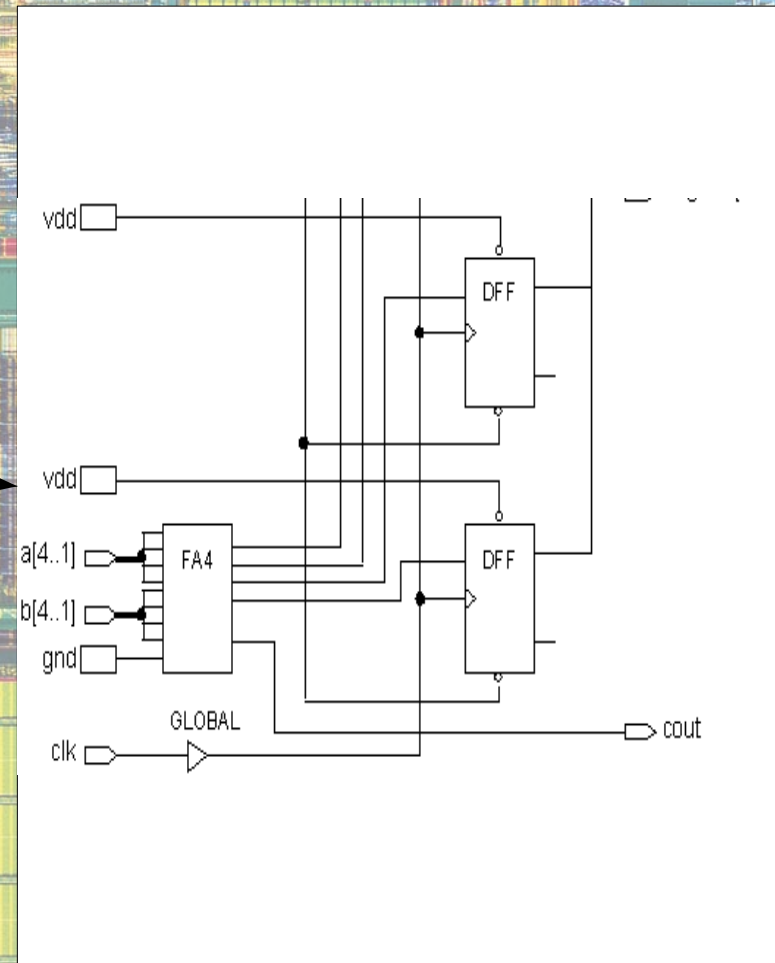 vdd
DFF
vdd
a[4..1]
FA4
DFF
b[4..1]
gnd
GLOBAL
clk
cout